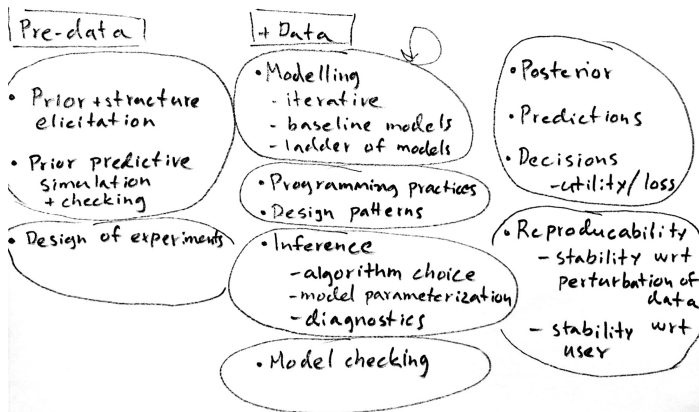 Pre-data
• Prior + structure
elicitation
• Prior predictive
simulation
+ checking
• Design of experiments
+ Data
• Modelling
- iterative
- baseline models
- ladder of models
• Programming practices
• Design patterns
• Inference
- algorithm choice
- model parameterization
- diagnostics
• Model checking
• Posterior
• Predictions
• Decisions
- utility/loss
• Reproducability
- stability wrt
perturbation of
data
- stability wrt
user